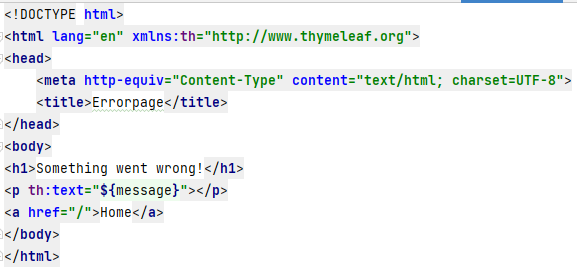 <!DOCTYPE html>
<html lang="en" xmlns:th="http://www.thymeleaf.org">
<head>
    <meta http-equiv="Content-Type" content="text/html; charset=UTF-8">
    <title>Errorpage</title>
</head>
<body>
<h1>Something went wrong!</h1>
<p th:text="${message}"></p>
<a href="/">Home</a>
</body>
</html>